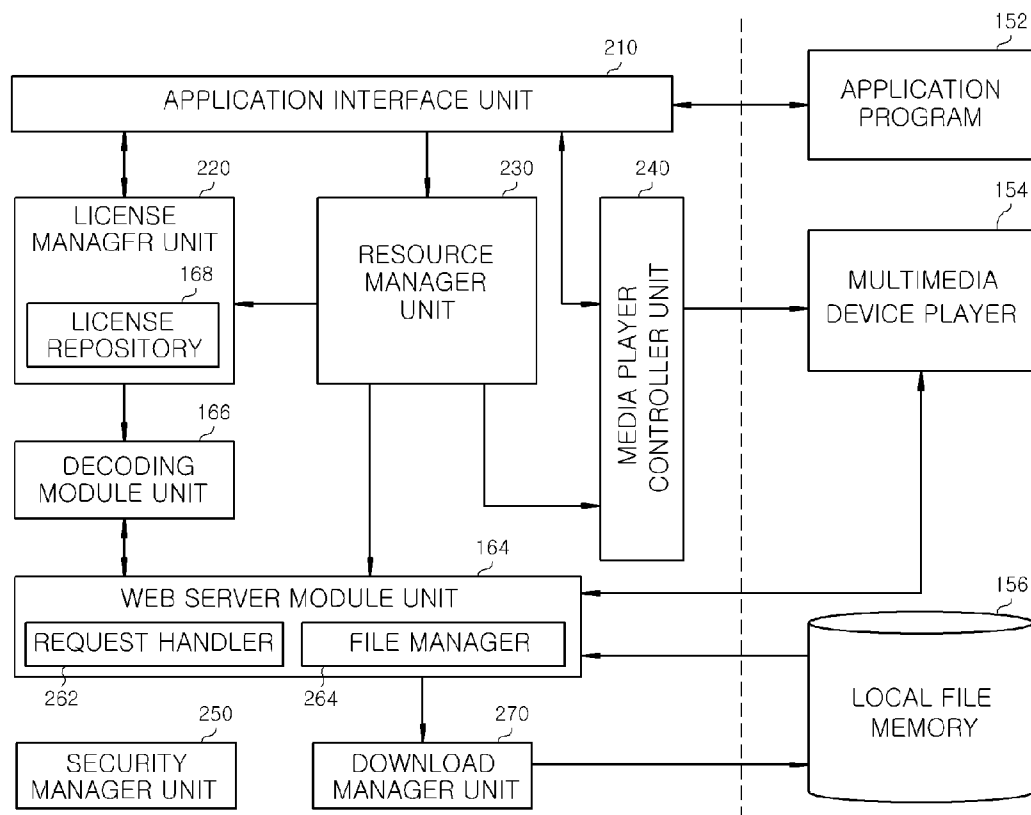 210
APPLICATION INTERFACE UNIT
152
APPLICATION
PROGRAM
220
LICENSE
MANAGFR UNIT
168
LICENSE
REPOSITORY
230
RESOURCE
MANAGER
UNIT
240
MEDIA PLAYER
CONTROLLER UNIT
154
MULTIMEDIA
DEVICE PLAYER
166
DECODING
MODULE UNIT
164
WEB SERVER MODULE UNIT
REQUEST HANDLER
FILE MANAGER
262
264
156
LOCAL FILE
MEMORY
250
SECURITY
MANAGER UNIT
270
DOWNLOAD
MANAGER UNIT